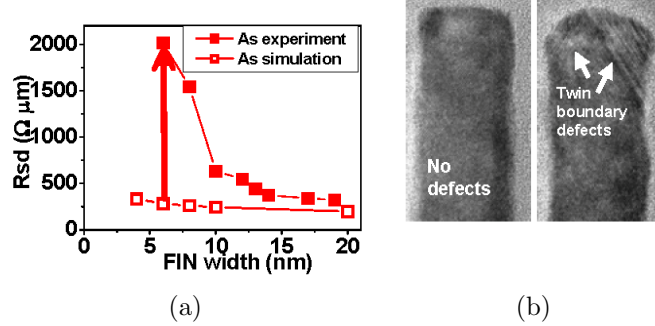 As experiment
As simulation
Rsd (Ω μm)
2000
1500
1000
500
0
0
5
10
15
20
FIN width (nm)
(a)
No
defects
Twin
boundary
defects
(b)